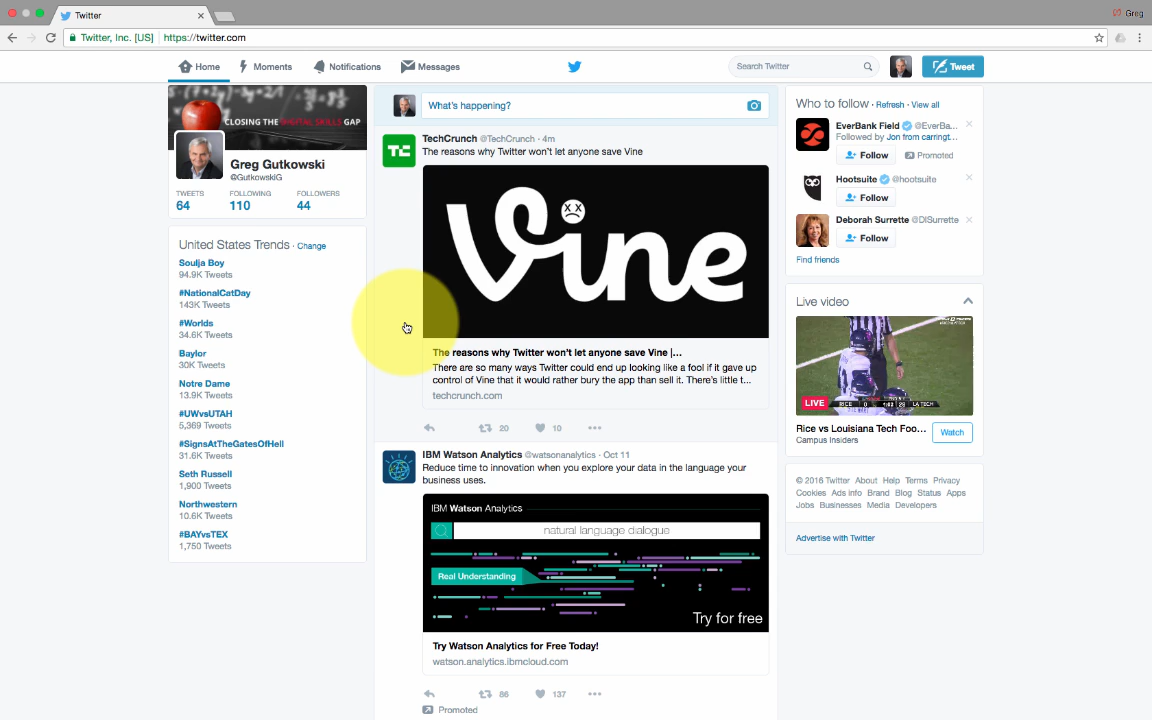 Twitter
Greg
Twitter, Inc. [US] https://twitter.com
Home
Moments
Notifications
Messages
Search Twitter
Tweet
CLOSING THE DIGITAL SKILLS GAP
Greg Gutkowski
@GutkowskiG
TWEETS FOLLOWING FOLLOWERS
64 110 44
United States Trends · Change
Soulja Boy
94.9K Tweets
#NationalCatDay
143K Tweets
#Worlds
34.6K Tweets
Baylor
30K Tweets
Notre Dame
13.9K Tweets
#UWvsUTAH
5,369 Tweets
#SignsAtTheGatesOfHell
31.6K Tweets
Seth Russell
1,900 Tweets
Northwestern
10.6K Tweets
#BAYvsTEX
1,750 Tweets
What's happening?
TechCrunch @TechCrunch · 4m
The reasons why Twitter won't let anyone save Vine
TC
Vine
The reasons why Twitter won't let anyone save Vine |...
There are so many ways Twitter could end up looking like a fool if it gave up
control of Vine that it would rather bury the app than sell it. There's little t...
techcrunch.com
20 10
IBM Watson Analytics @watsonanalytics · Oct 11
Reduce time to innovation when you explore your data in the language your
business uses.
IBM Watson Analytics
natural language dialogue
Real Understanding
Try for free
Try Watson Analytics for Free Today!
watson.analytics.ibmcloud.com
86 137
Promoted
Who to follow · Refresh · View all
EverBank Field @EverBa...
Followed by Jon from carringt...
Follow Promoted
Hootsuite @hootsuite
Follow
Deborah Surrette @DISurrette
Follow
Find friends
Live video
LIVE
RICE 0 LA TECH
Rice vs Louisiana Tech Foo...
Campus Insiders
Watch
© 2016 Twitter About Help Terms Privacy
Cookies Ads info Brand Blog Status Apps
Jobs Businesses Media Developers
Advertise with Twitter